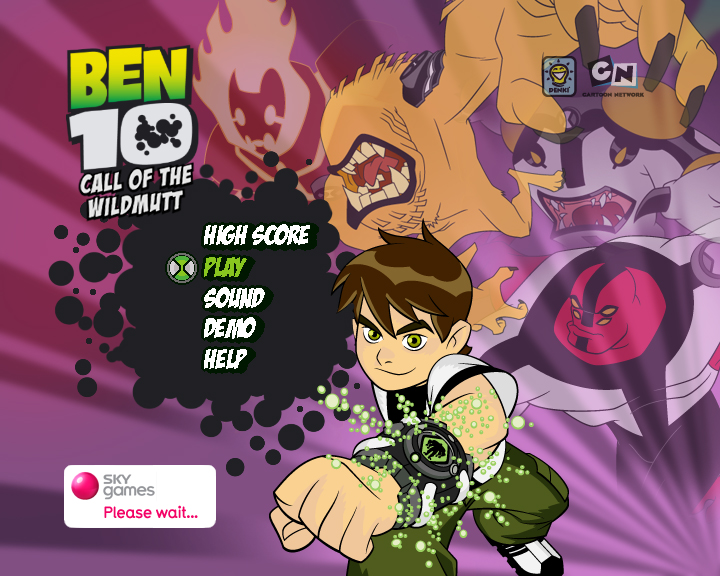 BEN
10
CALL OF THE
WILDMUTT
DENKI
CN
CARTOON NETWORK
HIGH SCORE
PLAY
SOUND
DEMO
HELP
SKY
games
Please wait...